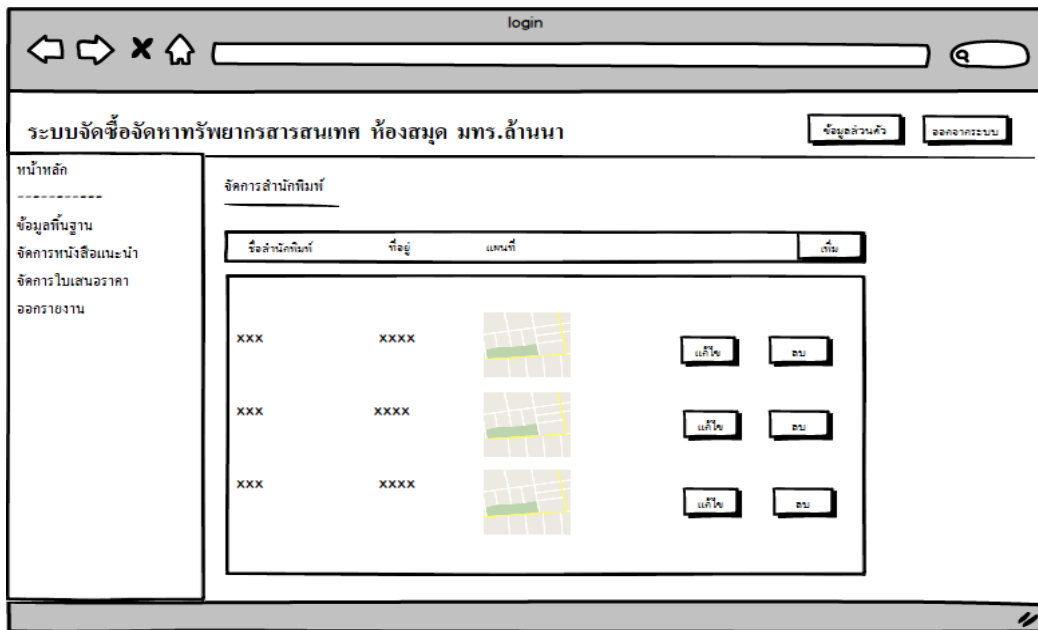 login
ระบบจัดซื้อจัดหาทรัพยากรสารสนเทศ ห้องสมุด มทร.ล้านนา
ข้อมูลส่วนตัว ออกจากระบบ
หน้าหลัก
-----------
ข้อมูลพื้นฐาน
จัดการหนังสือแนะนำ
จัดการใบเสนอราคา
ออกรายงาน
จัดการสำนักพิมพ์
ชื่อสำนักพิมพ์ ที่อยู่ แผนที่ เพิ่ม
xxx xxxx แก้ไข ลบ
xxx xxxx แก้ไข ลบ
xxx xxxx แก้ไข ลบ